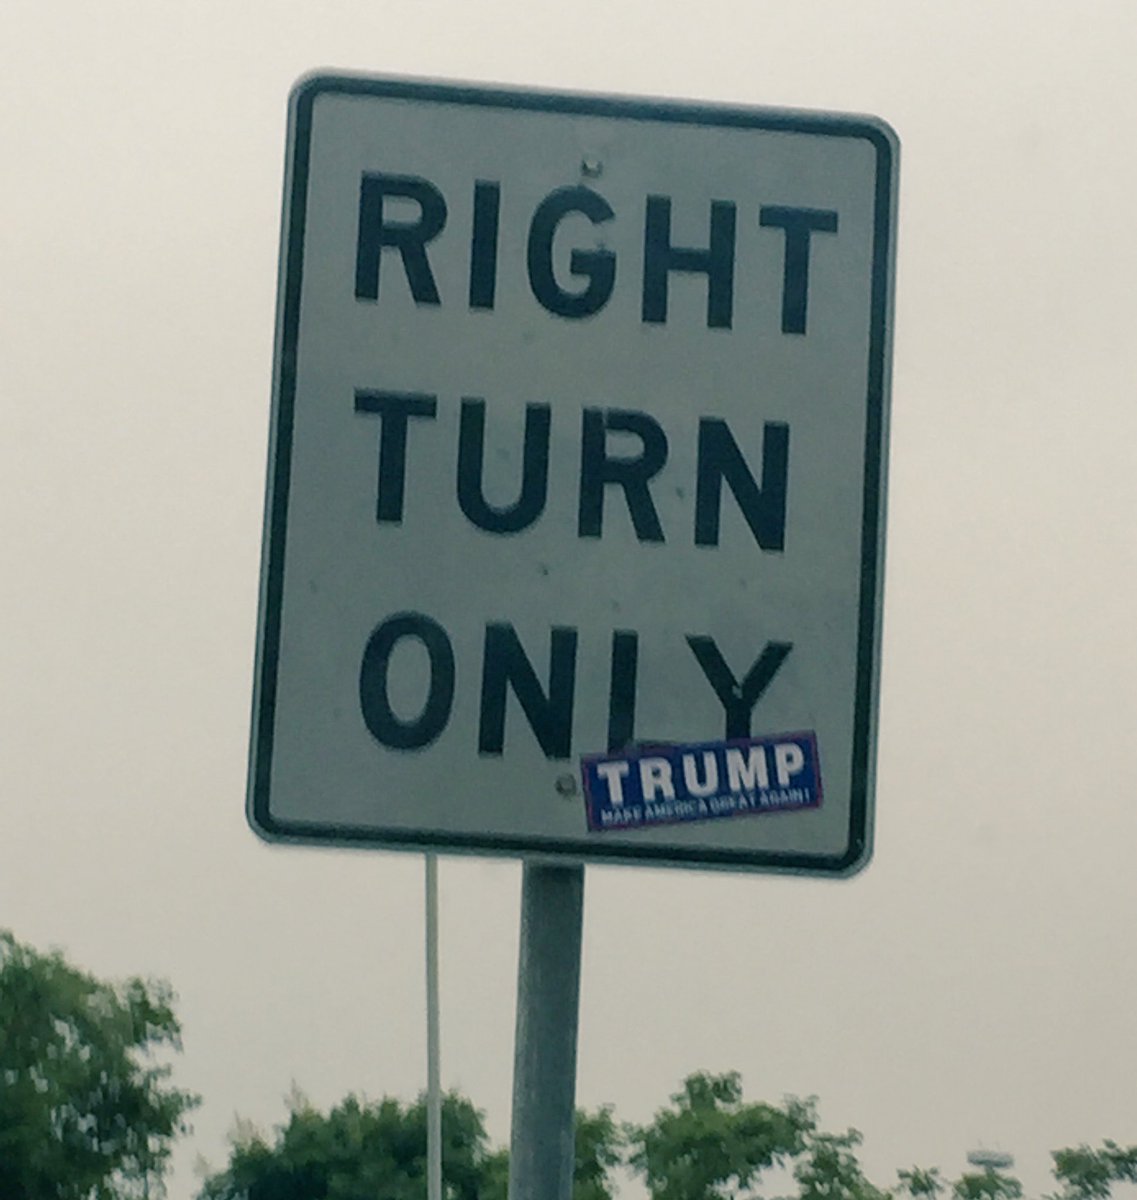 RIGHT
TURN
ONLY
TRUMP
MAKE AMERICA GREAT AGAIN!